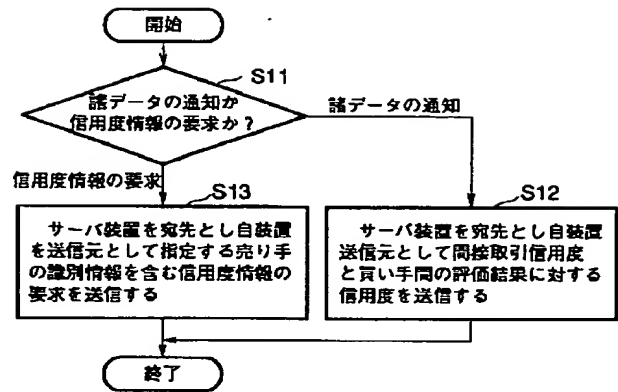 開始
S11
諸データの通知か
信用度情報の要求か?
諸データの通知
信用度情報の要求
S13
サーバ装置を宛先とし自装置
を送信元として指定する売り手
の識別情報を含む信用度情報の
要求を送信する
S12
サーバ装置を宛先とし自装置
送信元として間接取引信用度
と買い手間の評価結果に対する
信用度を送信する
終了